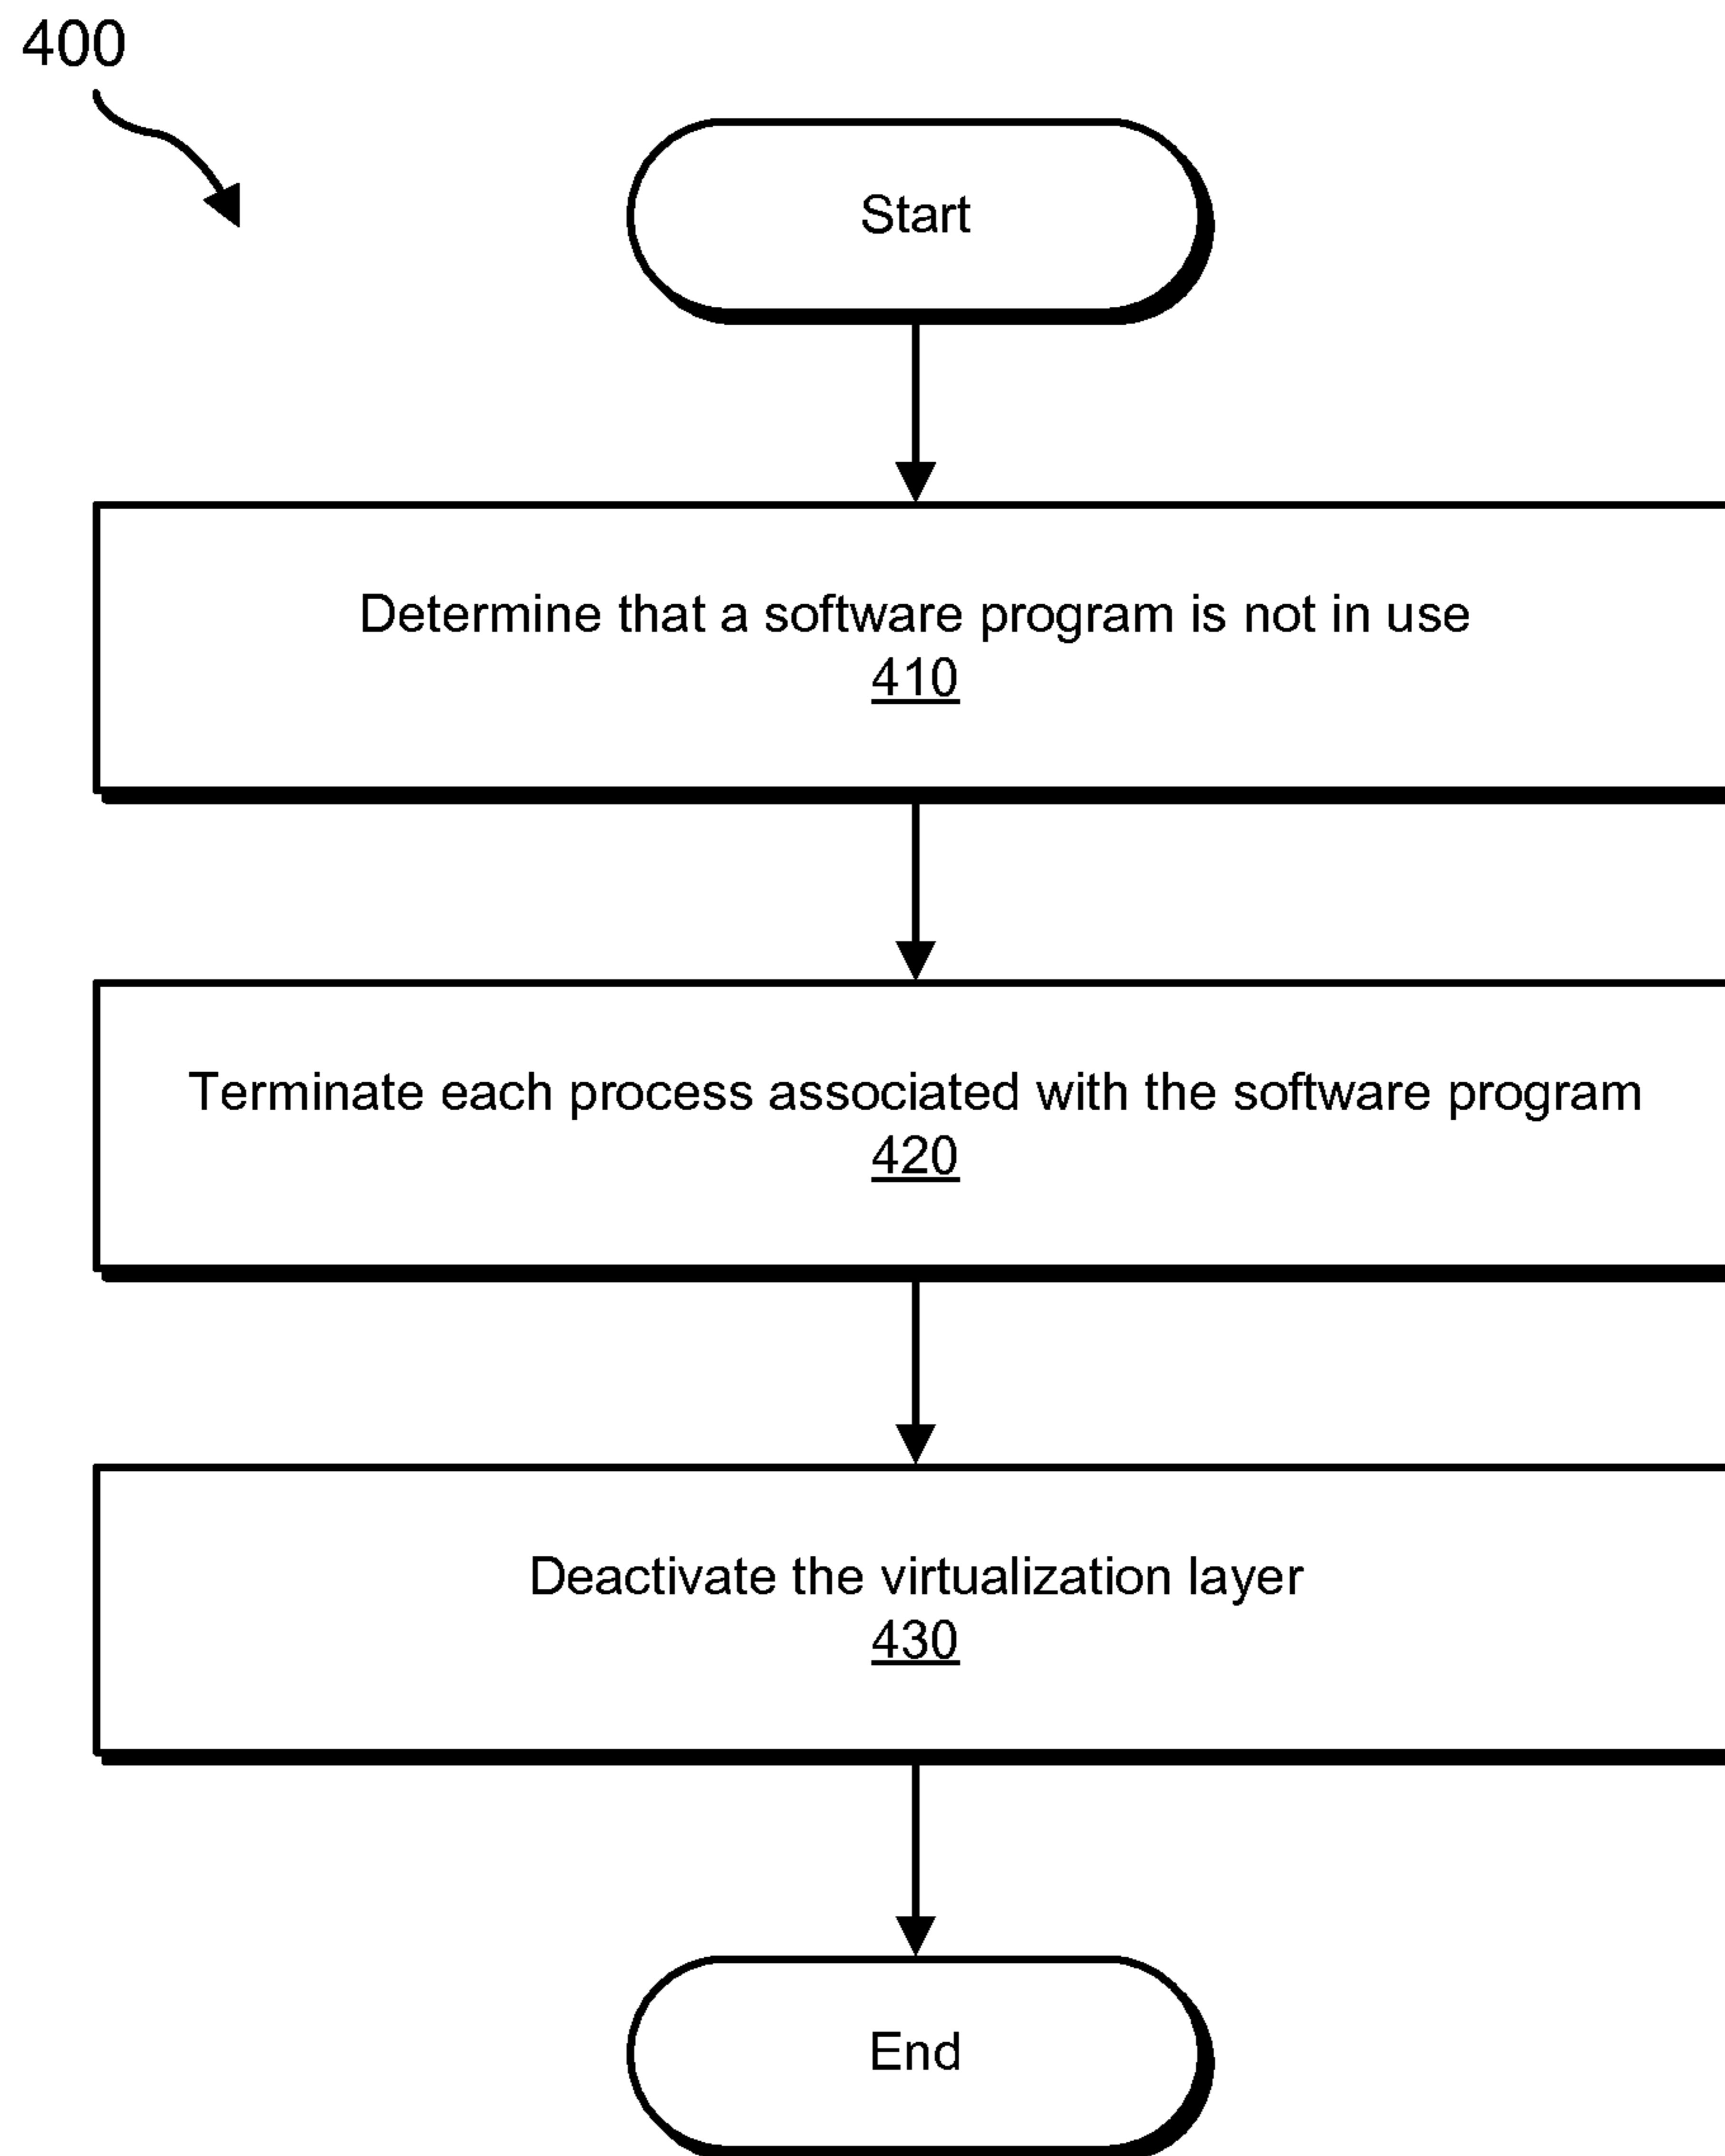 400
Start
Determine that a software program is not in use
410
Terminate each process associated with the software program
420
Deactivate the virtualization layer
430
End